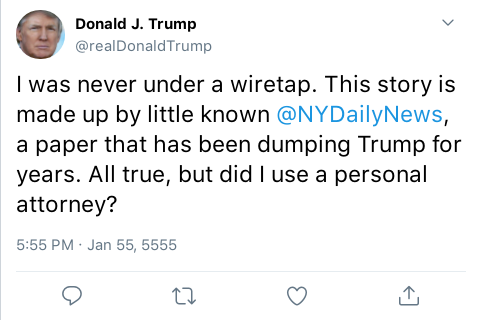 Donald J. Trump
@realDonaldTrump
I was never under a wiretap. This story is
made up by little known @NYDailyNews,
a paper that has been dumping Trump for
years. All true, but did I use a personal
attorney?
5:55 PM · Jan 55, 5555